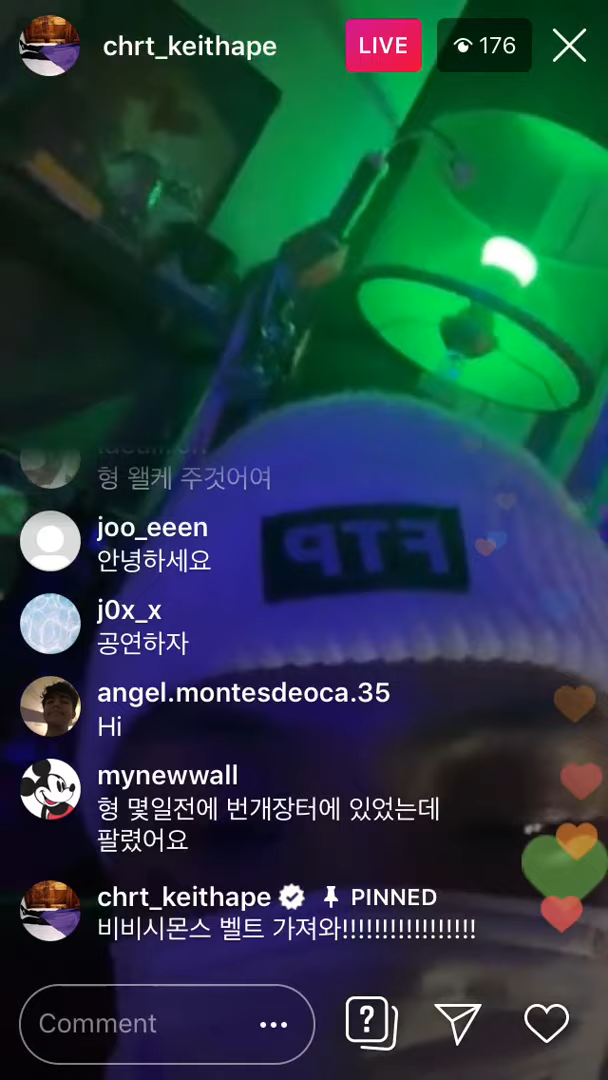 chrt_keithape
LIVE
176
형 왤케 주것어여
joo_eeen
안녕하세요
j0x_x
공연하자
angel.montesdeoca.35
Hi
mynewwall
형 몇일전에 번개장터에 있었는데
팔렸어요
chrt_keithape PINNED
비비시몬스 벨트 가져와!!!!!!!!!!!!!!!!!
Comment
FTP